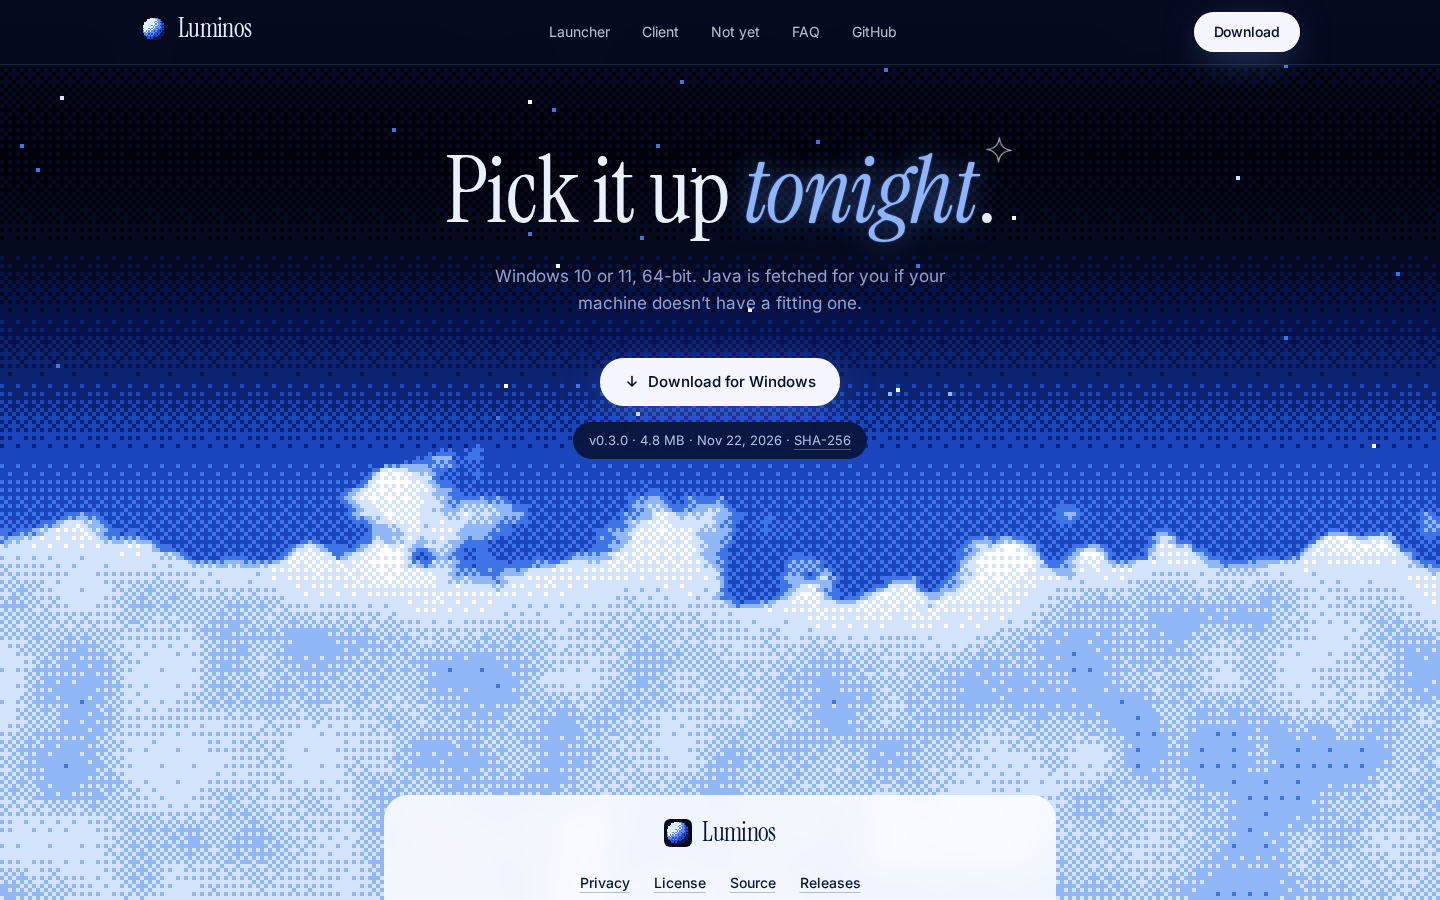 Luminos
Launcher
Client
Not yet
FAQ
GitHub
Download
Pick it up tonight.
Windows 10 or 11, 64-bit. Java is fetched for you if your
machine doesn’t have a fitting one.
Download for Windows
v0.3.0 · 4.8 MB · Nov 22, 2026 · SHA-256
Luminos
Privacy
License
Source
Releases